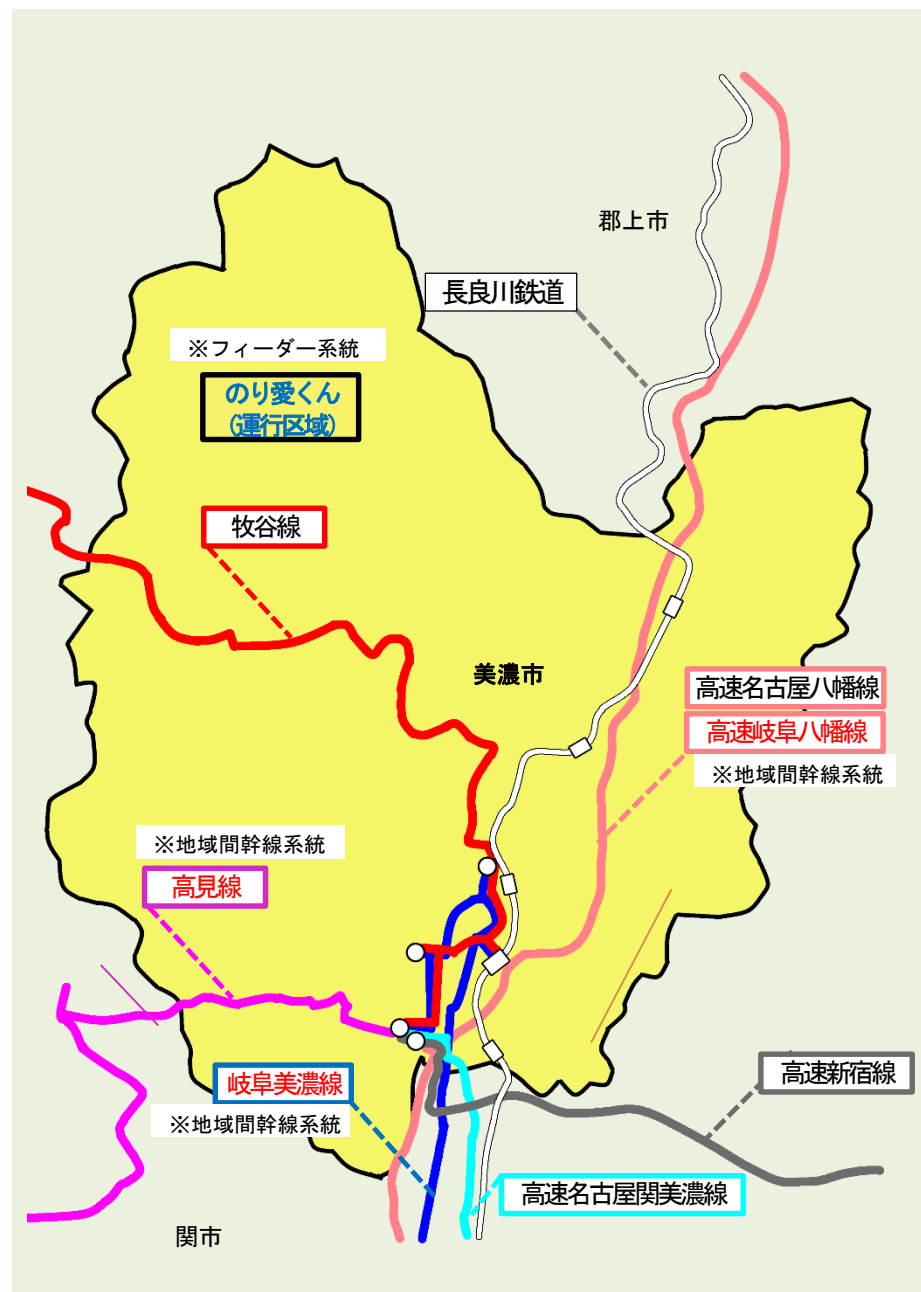 郡上市
長良川鉄道
※フィーダー系統
のり愛くん
(運行区域)
牧谷線
美濃市
高速名古屋八幡線
高速岐阜八幡線
※地域間幹線系統
※地域間幹線系統
高見線
高速新宿線
岐阜美濃線
※地域間幹線系統
高速名古屋関美濃線
関市